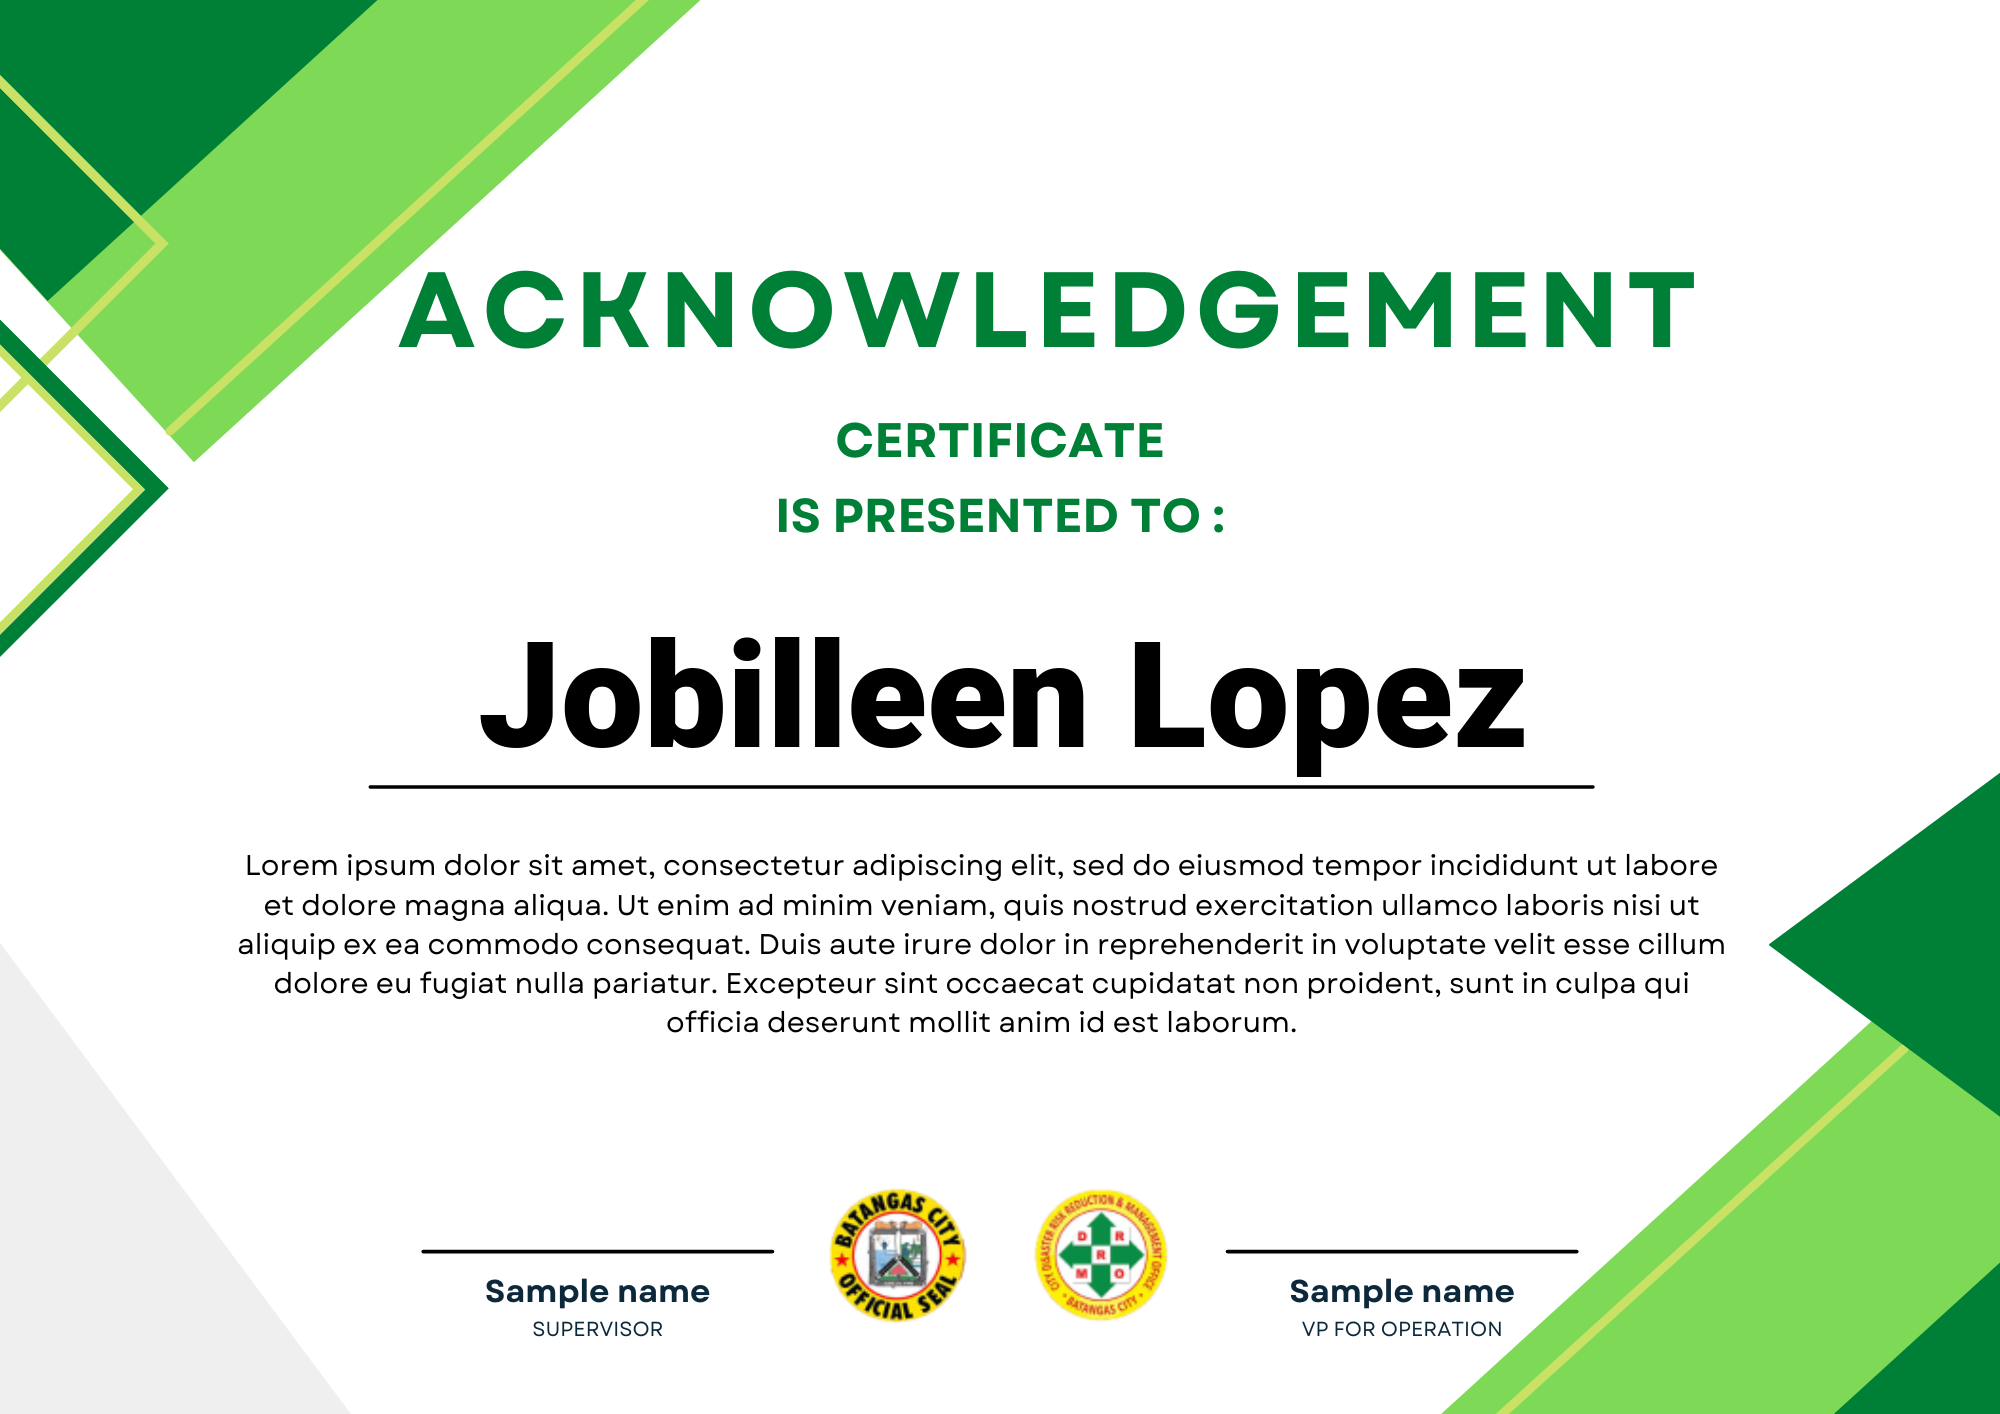 ACKNOWLEDGEMENT
CERTIFICATE
IS PRESENTED TO :
Jobilleen Lopez
Lorem ipsum dolor sit amet, consectetur adipiscing elit, sed do eiusmod tempor incididunt ut labore
et dolore magna aliqua. Ut enim ad minim veniam, quis nostrud exercitation ullamco laboris nisi ut
aliquip ex ea commodo consequat. Duis aute irure dolor in reprehenderit in voluptate velit esse cillum
dolore eu fugiat nulla pariatur. Excepteur sint occaecat cupidatat non proident, sunt in culpa qui
officia deserunt mollit anim id est laborum.
Sample name
SUPERVISOR
BATANGAS CITY
OFFICIAL SEAL
CITY DISASTER RISK REDUCTION & MANAGEMENT OFFICE
D R
R
M O
BATANGAS CITY
Sample name
VP FOR OPERATION